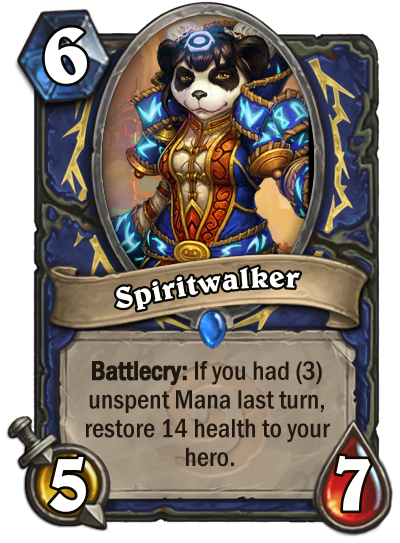 6
Spiritwalker
Battlecry: If you had (3)
unspent Mana last turn,
restore 14 health to your
hero.
5
7